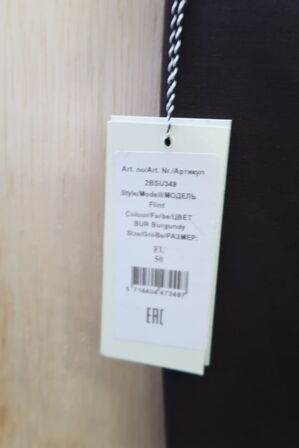 Art. no/Art. Nr./Артикул
2BSU349
Style/Modell/МОДЕЛЬ
Flint
Colour/Farbe/ЦВЕТ
BUR Burgundy
Size/Große/РАЗМЕР:
EU
50
EAC